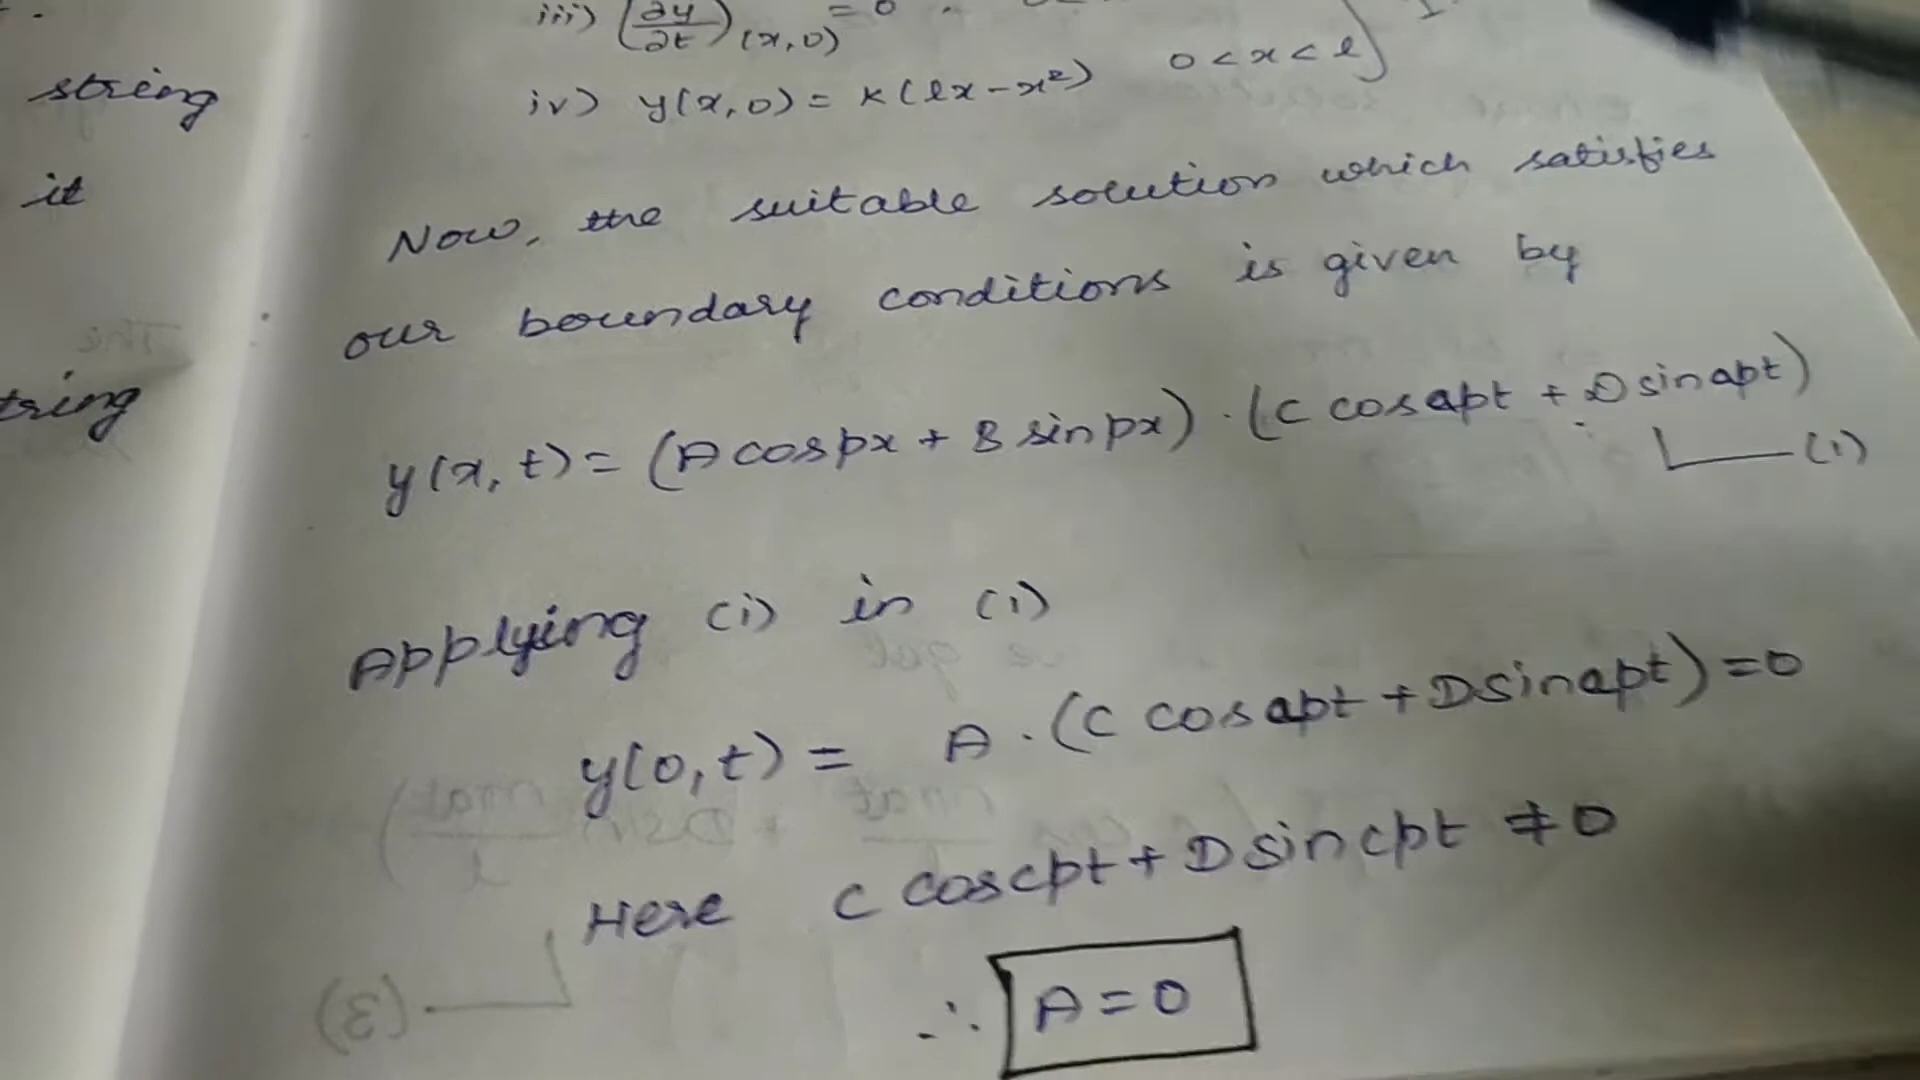 string
it
tring
iii) (∂y/∂t)(x,0) = 0
iv) y(x,0) = k(lx-x²) 0<x<l
Now, the suitable solution which satisfies
our boundary conditions is given by
y(x,t) = (A cospx + B sinpx) . (C cosapt + D sinapt)
(1)
Applying (i) in (1)
y(0,t) = A . (C cosapt + D sinapt) = 0
Here C coscpt + D sincpt ≠ 0
∴ A = 0